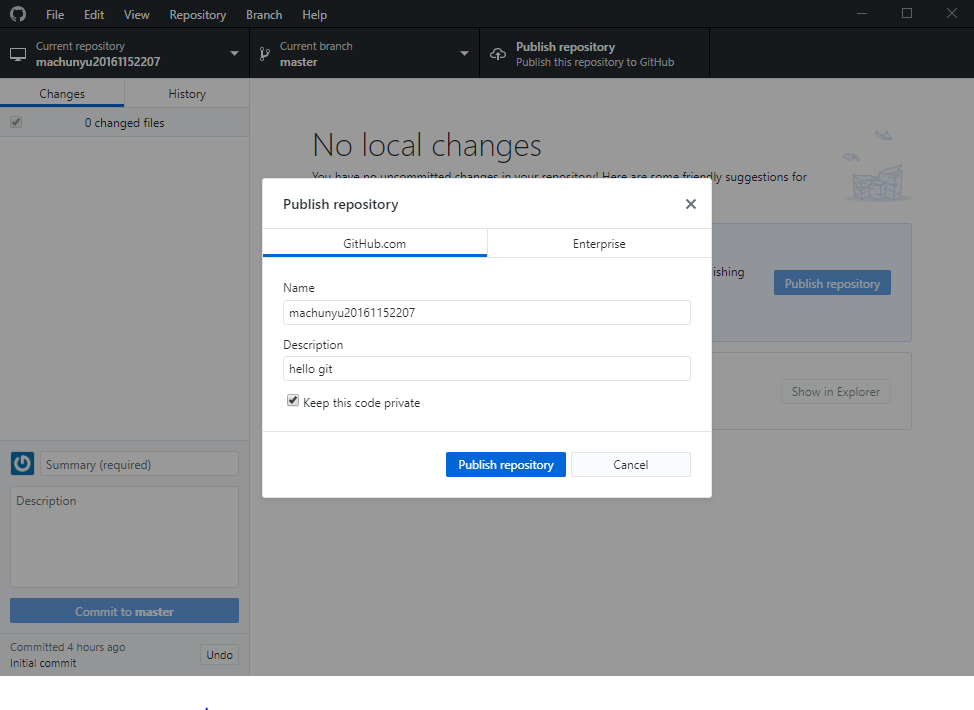 File Edit View Repository Branch Help
Current repository
machunyu20161152207
Current branch
master
Publish repository
Publish this repository to GitHub
Changes History
0 changed files
No local changes
You have no uncommitted changes in your repository! Here are some friendly suggestions for
Publish repository
GitHub.com Enterprise
Name
machunyu20161152207
Description
hello git
Keep this code private
Publish repository Cancel
ishing
Publish repository
Show in Explorer
Summary (required)
Description
Commit to master
Committed 4 hours ago
Initial commit
Undo